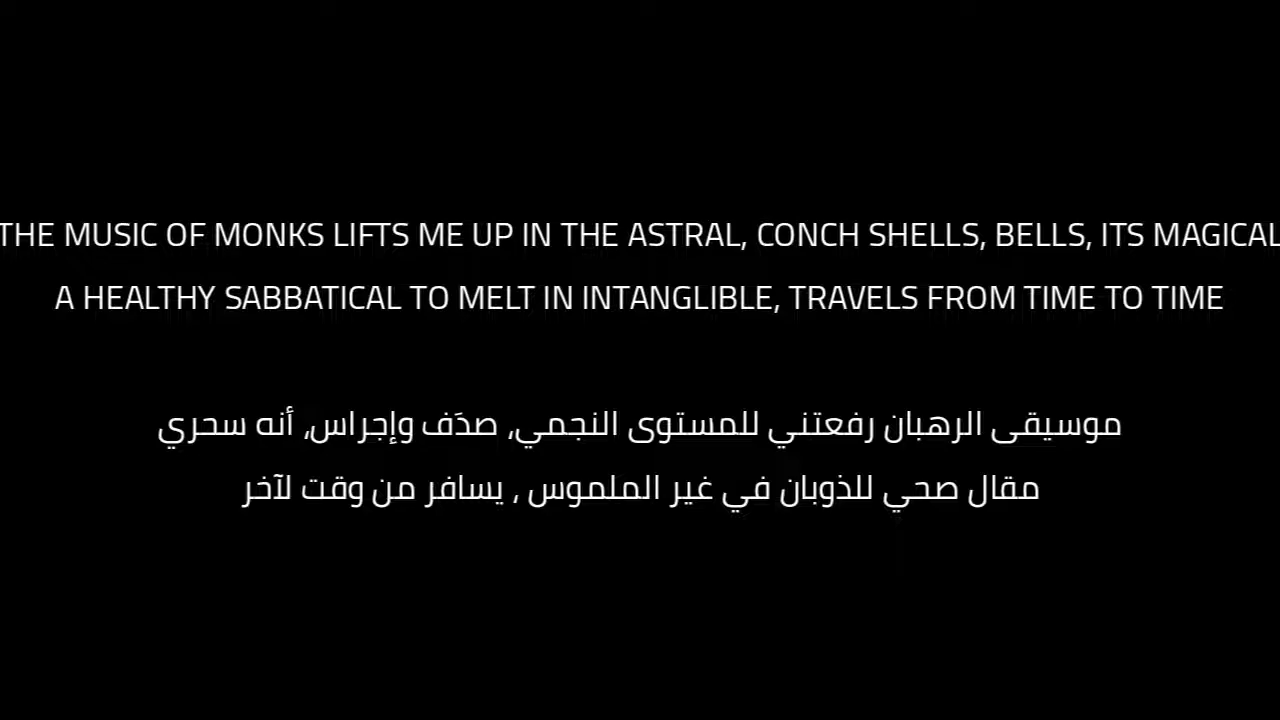 THE MUSIC OF MONKS LIFTS ME UP IN THE ASTRAL, CONCH SHELLS, BELLS, ITS MAGICAL
A HEALTHY SABBATICAL TO MELT IN INTANGLIBLE, TRAVELS FROM TIME TO TIME
موسيقى الرهبان رفعتني للمستوى النجمي، صدَف وإجراس، أنه سحري
مقال صحي للذوبان في غير الملموس ، يسافر من وقت لآخر